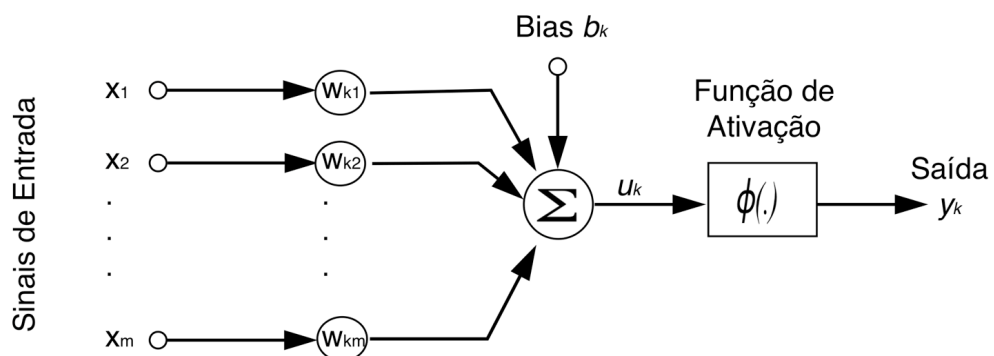 Sinais de Entrada
x1
x2
.
.
.
xm
wk1
wk2
.
.
.
wkm
Bias bk
Σ
uk
Função de
Ativação
ϕ(.)
Saída
yk